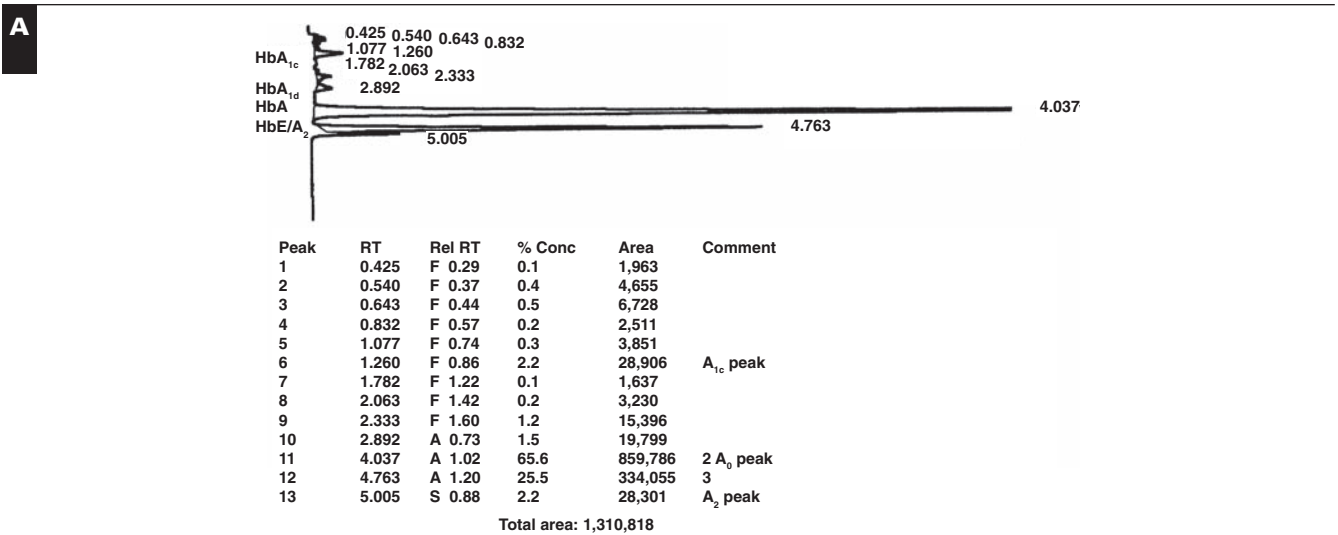 A
0.425 0.540 0.643 0.832
HbA1c 1.077 1.260
1.782 2.063 2.333
HbA1d 2.892
HbA 4.037
HbE/A2 4.763
5.005
Peak RT Rel RT % Conc Area Comment
1 0.425 F 0.29 0.1 1,963
2 0.540 F 0.37 0.4 4,655
3 0.643 F 0.44 0.5 6,728
4 0.832 F 0.57 0.2 2,511
5 1.077 F 0.74 0.3 3,851
6 1.260 F 0.86 2.2 28,906 A1c peak
7 1.782 F 1.22 0.1 1,637
8 2.063 F 1.42 0.2 3,230
9 2.333 F 1.60 1.2 15,396
10 2.892 A 0.73 1.5 19,799
11 4.037 A 1.02 65.6 859,786 2 A0 peak
12 4.763 A 1.20 25.5 334,055 3
13 5.005 S 0.88 2.2 28,301 A2 peak
Total area: 1,310,818